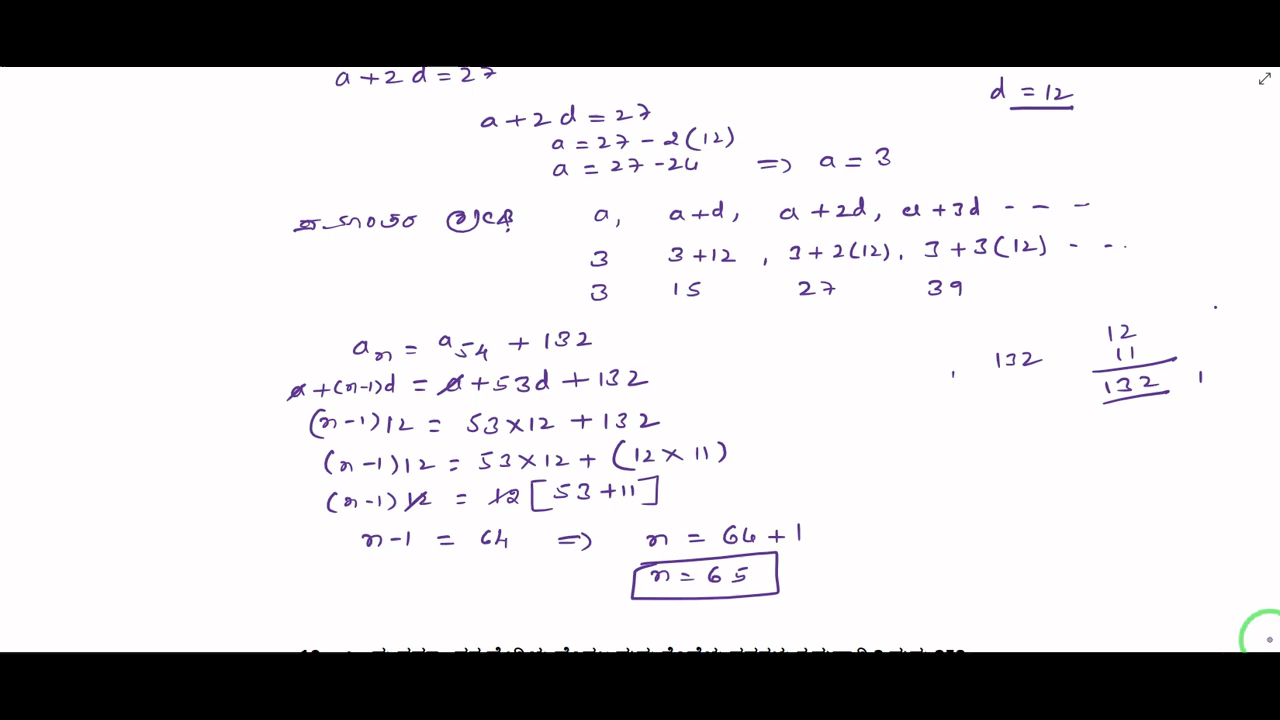 a + 2d = 27
d = 12
a + 2d = 27
a = 27 - 2(12)
a = 27 - 24 => a = 3
ಸಮಾಂತರ ಶ್ರೇಢಿ a, a+d, a+2d, a+3d - - -
3 3+12 , 3+2(12), 3+3(12) - - -
3 15 27 39
aₙ = a₅₄ + 132
a + (n-1)d = a + 53d + 132
(n-1)12 = 53×12 + 132
(n-1)12 = 53×12 + (12×11)
(n-1)12 = 12[53+11]
n-1 = 64 => n = 64 + 1
n = 65
, 132
12
11
132 ,